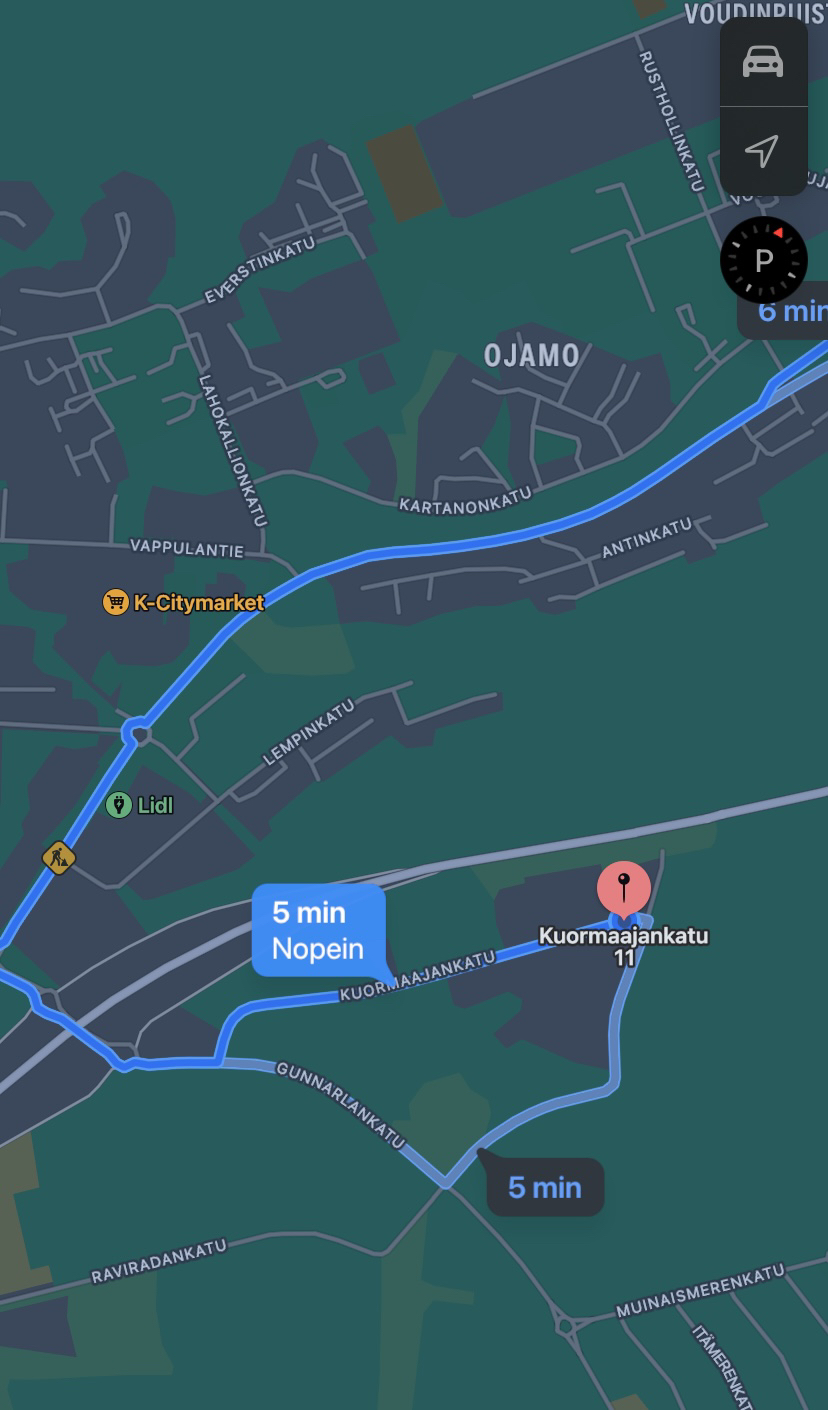 VOUDINPUIST
RUSTHOLLINKATU
P
6 min
EVERSTINKATU
OJAMO
LAHOKALLIONKATU
KARTANONKATU
VAPPULANTIE
ANTINKATU
K-Citymarket
LEMPINKATU
Lidl
5 min
Nopein
Kuormaajankatu
11
KUORMAAJANKATU
GUNNARLANKATU
5 min
RAVIRADANKATU
MUINAISMERENKATU
ITÄMERENKAT